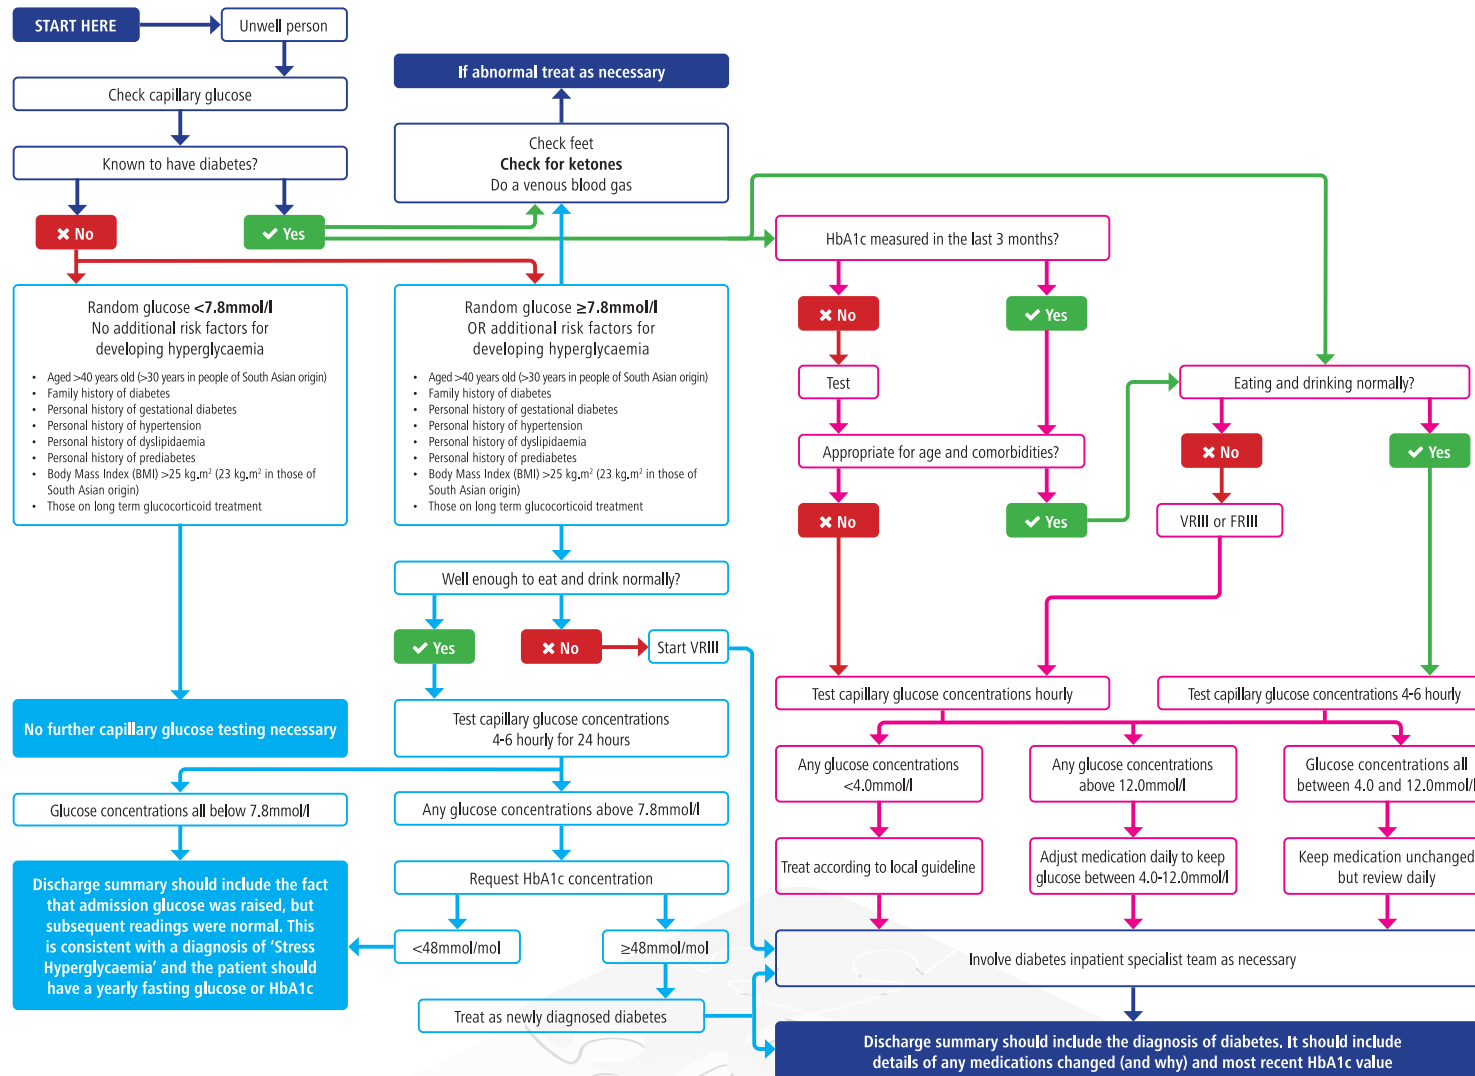 START HERE
Unwell person
Check capillary glucose
Known to have diabetes?
No
Yes
If abnormal treat as necessary
Check feet
Check for ketones
Do a venous blood gas
Random glucose <7.8mmol/l
No additional risk factors for
developing hyperglycaemia
• Aged >40 years old (>30 years in people of South Asian origin)
• Family history of diabetes
• Personal history of gestational diabetes
• Personal history of hypertension
• Personal history of dyslipidaemia
• Personal history of prediabetes
• Body Mass Index (BMI) >25 kg.m² (23 kg.m² in those of
South Asian origin)
• Those on long term glucocorticoid treatment
Random glucose ≥7.8mmol/l
OR additional risk factors for
developing hyperglycaemia
• Aged >40 years old (>30 years in people of South Asian origin)
• Family history of diabetes
• Personal history of gestational diabetes
• Personal history of hypertension
• Personal history of dyslipidaemia
• Personal history of prediabetes
• Body Mass Index (BMI) >25 kg.m² (23 kg.m² in those of
South Asian origin)
• Those on long term glucocorticoid treatment
No further capillary glucose testing necessary
Well enough to eat and drink normally?
Yes
No
Start VRIII
Test capillary glucose concentrations
4-6 hourly for 24 hours
Glucose concentrations all below 7.8mmol/l
Any glucose concentrations above 7.8mmol/l
Discharge summary should include the fact
that admission glucose was raised, but
subsequent readings were normal. This
is consistent with a diagnosis of ‘Stress
Hyperglycaemia’ and the patient should
have a yearly fasting glucose or HbA1c
Request HbA1c concentration
<48mmol/mol
≥48mmol/mol
Treat as newly diagnosed diabetes
HbA1c measured in the last 3 months?
No
Yes
Test
Appropriate for age and comorbidities?
No
Yes
Eating and drinking normally?
No
Yes
VRIII or FRIII
Test capillary glucose concentrations hourly
Test capillary glucose concentrations 4-6 hourly
Any glucose concentrations
<4.0mmol/l
Any glucose concentrations
above 12.0mmol/l
Glucose concentrations all
between 4.0 and 12.0mmol/l
Treat according to local guideline
Adjust medication daily to keep
glucose between 4.0-12.0mmol/l
Keep medication unchanged
but review daily
Involve diabetes inpatient specialist team as necessary
Discharge summary should include the diagnosis of diabetes. It should include
details of any medications changed (and why) and most recent HbA1c value